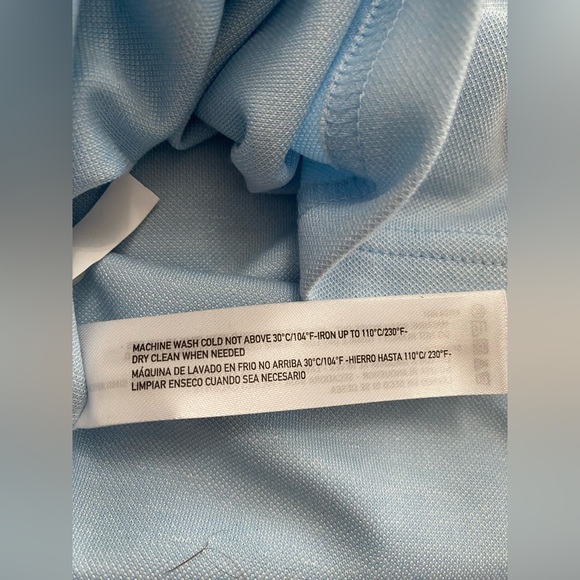 MACHINE WASH COLD NOT ABOVE 30°C/104°F-IRON UP TO 110°C/230°F-
DRY CLEAN WHEN NEEDED
MÁQUINA DE LAVADO EN FRIO NO ARRIBA 30°C/104°F -HIERRO HASTA 110°C/ 230°F-
LIMPIAR ENSECO CUANDO SEA NECESARIO